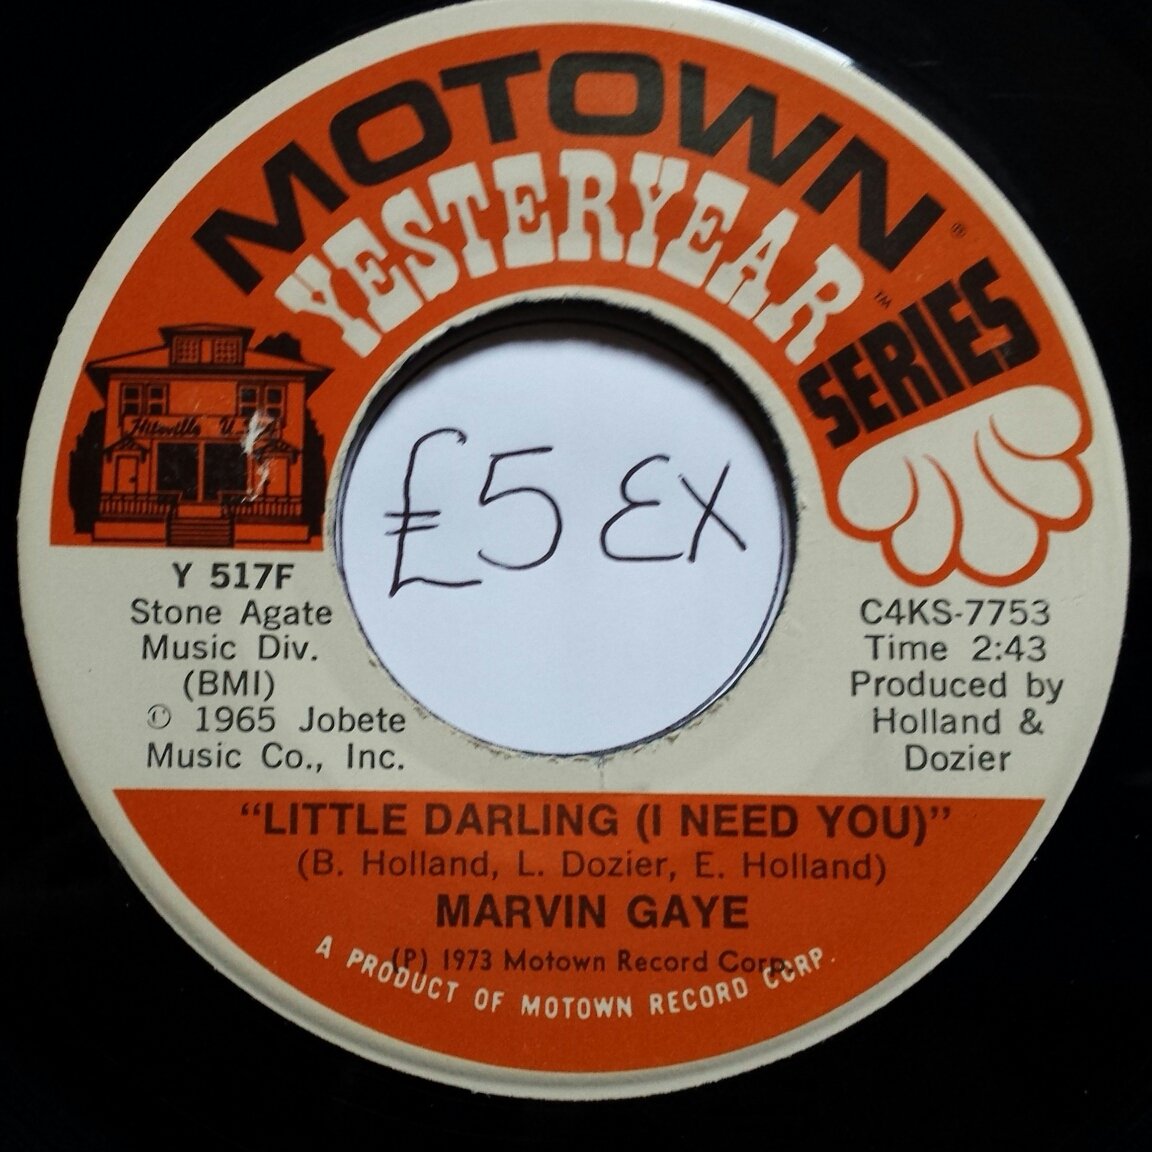 MOTOWN®
YESTERYEAR™
SERIES
Hitsville U.S.A.
£5 EX
Y 517F
Stone Agate
Music Div.
(BMI)
© 1965 Jobete
Music Co., Inc.
C4KS-7753
Time 2:43
Produced by
Holland &
Dozier
"LITTLE DARLING (I NEED YOU)"
(B. Holland, L. Dozier, E. Holland)
MARVIN GAYE
(P) 1973 Motown Record Corp.
A PRODUCT OF MOTOWN RECORD CORP.